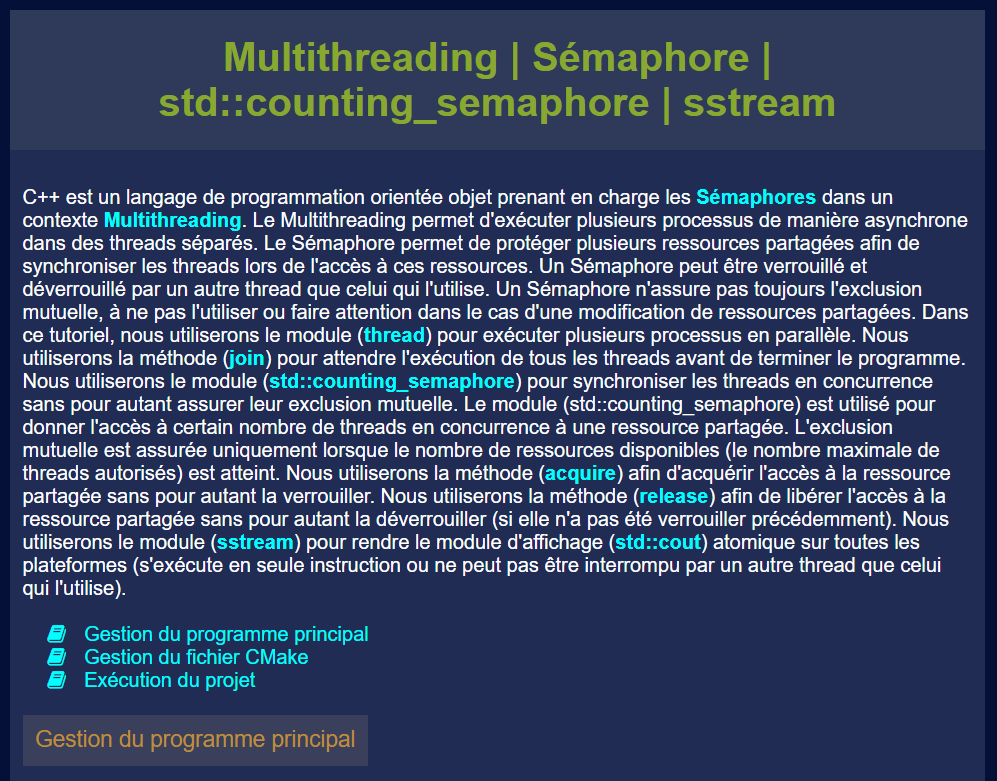 Multithreading | Sémaphore |
std::counting_semaphore | sstream
C++ est un langage de programmation orientée objet prenant en charge les Sémaphores dans un
contexte Multithreading. Le Multithreading permet d'exécuter plusieurs processus de manière asynchrone
dans des threads séparés. Le Sémaphore permet de protéger plusieurs ressources partagées afin de
synchroniser les threads lors de l'accès à ces ressources. Un Sémaphore peut être verrouillé et
déverrouillé par un autre thread que celui qui l'utilise. Un Sémaphore n'assure pas toujours l'exclusion
mutuelle, à ne pas l'utiliser ou faire attention dans le cas d'une modification de ressources partagées. Dans
ce tutoriel, nous utiliserons le module (thread) pour exécuter plusieurs processus en parallèle. Nous
utiliserons la méthode (join) pour attendre l'exécution de tous les threads avant de terminer le programme.
Nous utiliserons le module (std::counting_semaphore) pour synchroniser les threads en concurrence
sans pour autant assurer leur exclusion mutuelle. Le module (std::counting_semaphore) est utilisé pour
donner l'accès à certain nombre de threads en concurrence à une ressource partagée. L'exclusion
mutuelle est assurée uniquement lorsque le nombre de ressources disponibles (le nombre maximale de
threads autorisés) est atteint. Nous utiliserons la méthode (acquire) afin d'acquérir l'accès à la ressource
partagée sans pour autant la verrouiller. Nous utiliserons la méthode (release) afin de libérer l'accès à la
ressource partagée sans pour autant la déverrouiller (si elle n'a pas été verrouiller précédemment). Nous
utiliserons le module (sstream) pour rendre le module d'affichage (std::cout) atomique sur toutes les
plateformes (s'exécute en seule instruction ou ne peut pas être interrompu par un autre thread que celui
qui l'utilise).
Gestion du programme principal
Gestion du fichier CMake
Exécution du projet
Gestion du programme principal